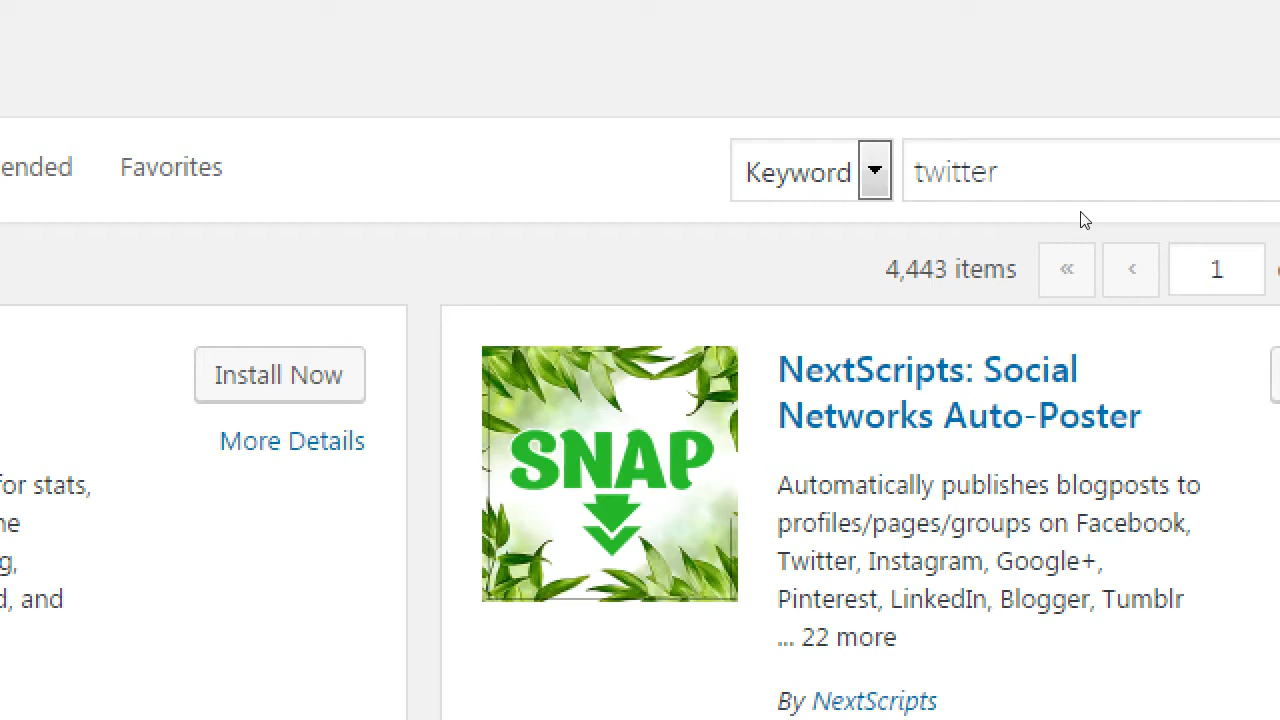 ended Favorites Keyword twitter
4,443 items « ‹ 1
Install Now
More Details
for stats,
g,
d, and
SNAP
NextScripts: Social
Networks Auto-Poster
Automatically publishes blogposts to
profiles/pages/groups on Facebook,
Twitter, Instagram, Google+,
Pinterest, LinkedIn, Blogger, Tumblr
... 22 more
By NextScripts